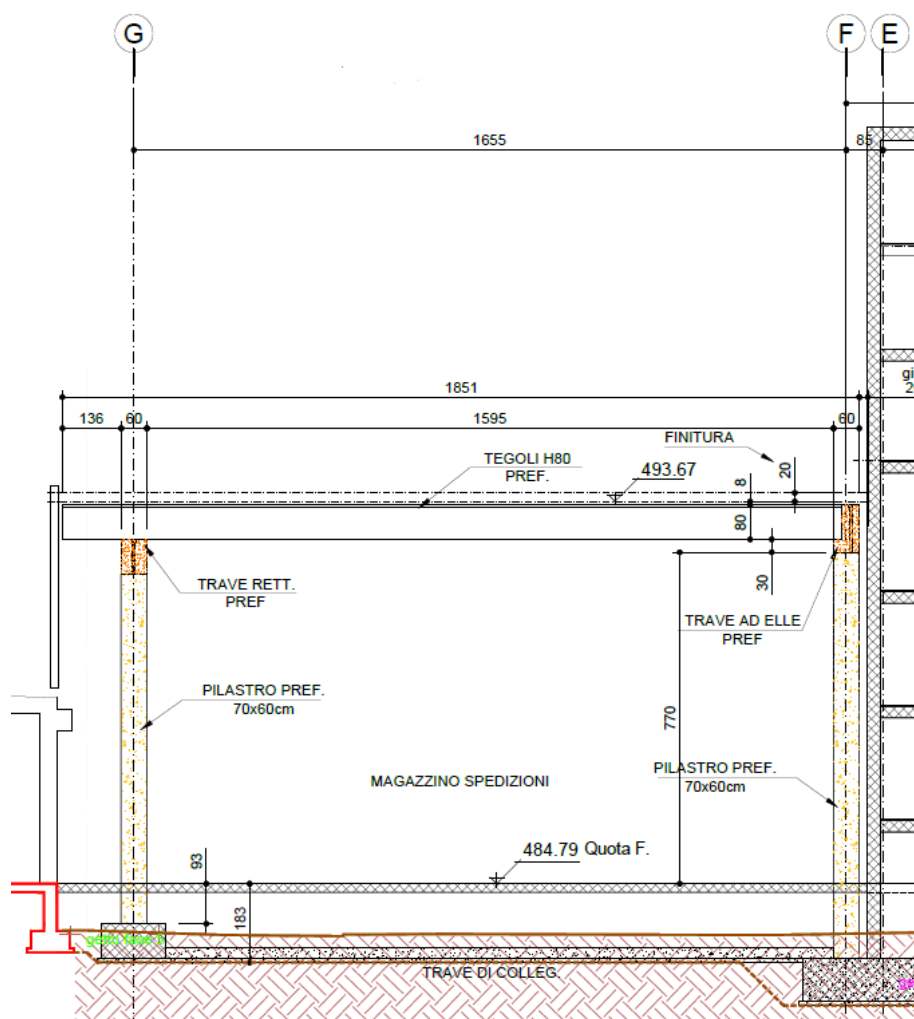 G
F
E
1655
85
1851
136
60
1595
60
FINITURA
TEGOLI H80
PREF.
493.67
20
8
80
30
TRAVE RETT.
PREF
TRAVE AD ELLE
PREF
PILASTRO PREF.
70x60cm
770
PILASTRO PREF.
70x60cm
MAGAZZINO SPEDIZIONI
93
484.79 Quota F.
183
TRAVE DI COLLEG.